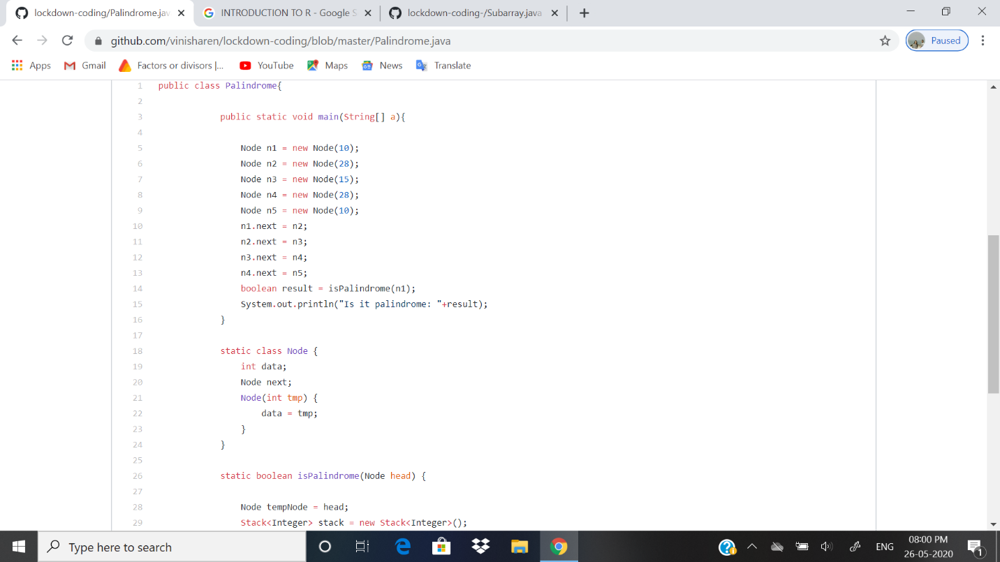 lockdown-coding/Palindrome.jav
INTRODUCTION TO R - Google S
lockdown-coding-/Subarray.java
github.com/vinisharen/lockdown-coding/blob/master/Palindrome.java
Paused
Apps
Gmail
Factors or divisors |...
YouTube
Maps
News
Translate
1 public class Palindrome{
2
3 public static void main(String[] a){
4
5 Node n1 = new Node(10);
6 Node n2 = new Node(28);
7 Node n3 = new Node(15);
8 Node n4 = new Node(28);
9 Node n5 = new Node(10);
10 n1.next = n2;
11 n2.next = n3;
12 n3.next = n4;
13 n4.next = n5;
14 boolean result = isPalindrome(n1);
15 System.out.println("Is it palindrome: "+result);
16 }
17
18 static class Node {
19 int data;
20 Node next;
21 Node(int tmp) {
22 data = tmp;
23 }
24 }
25
26 static boolean isPalindrome(Node head) {
27
28 Node tempNode = head;
29 Stack<Integer> stack = new Stack<Integer>();
Type here to search
ENG
08:00 PM
26-05-2020
1